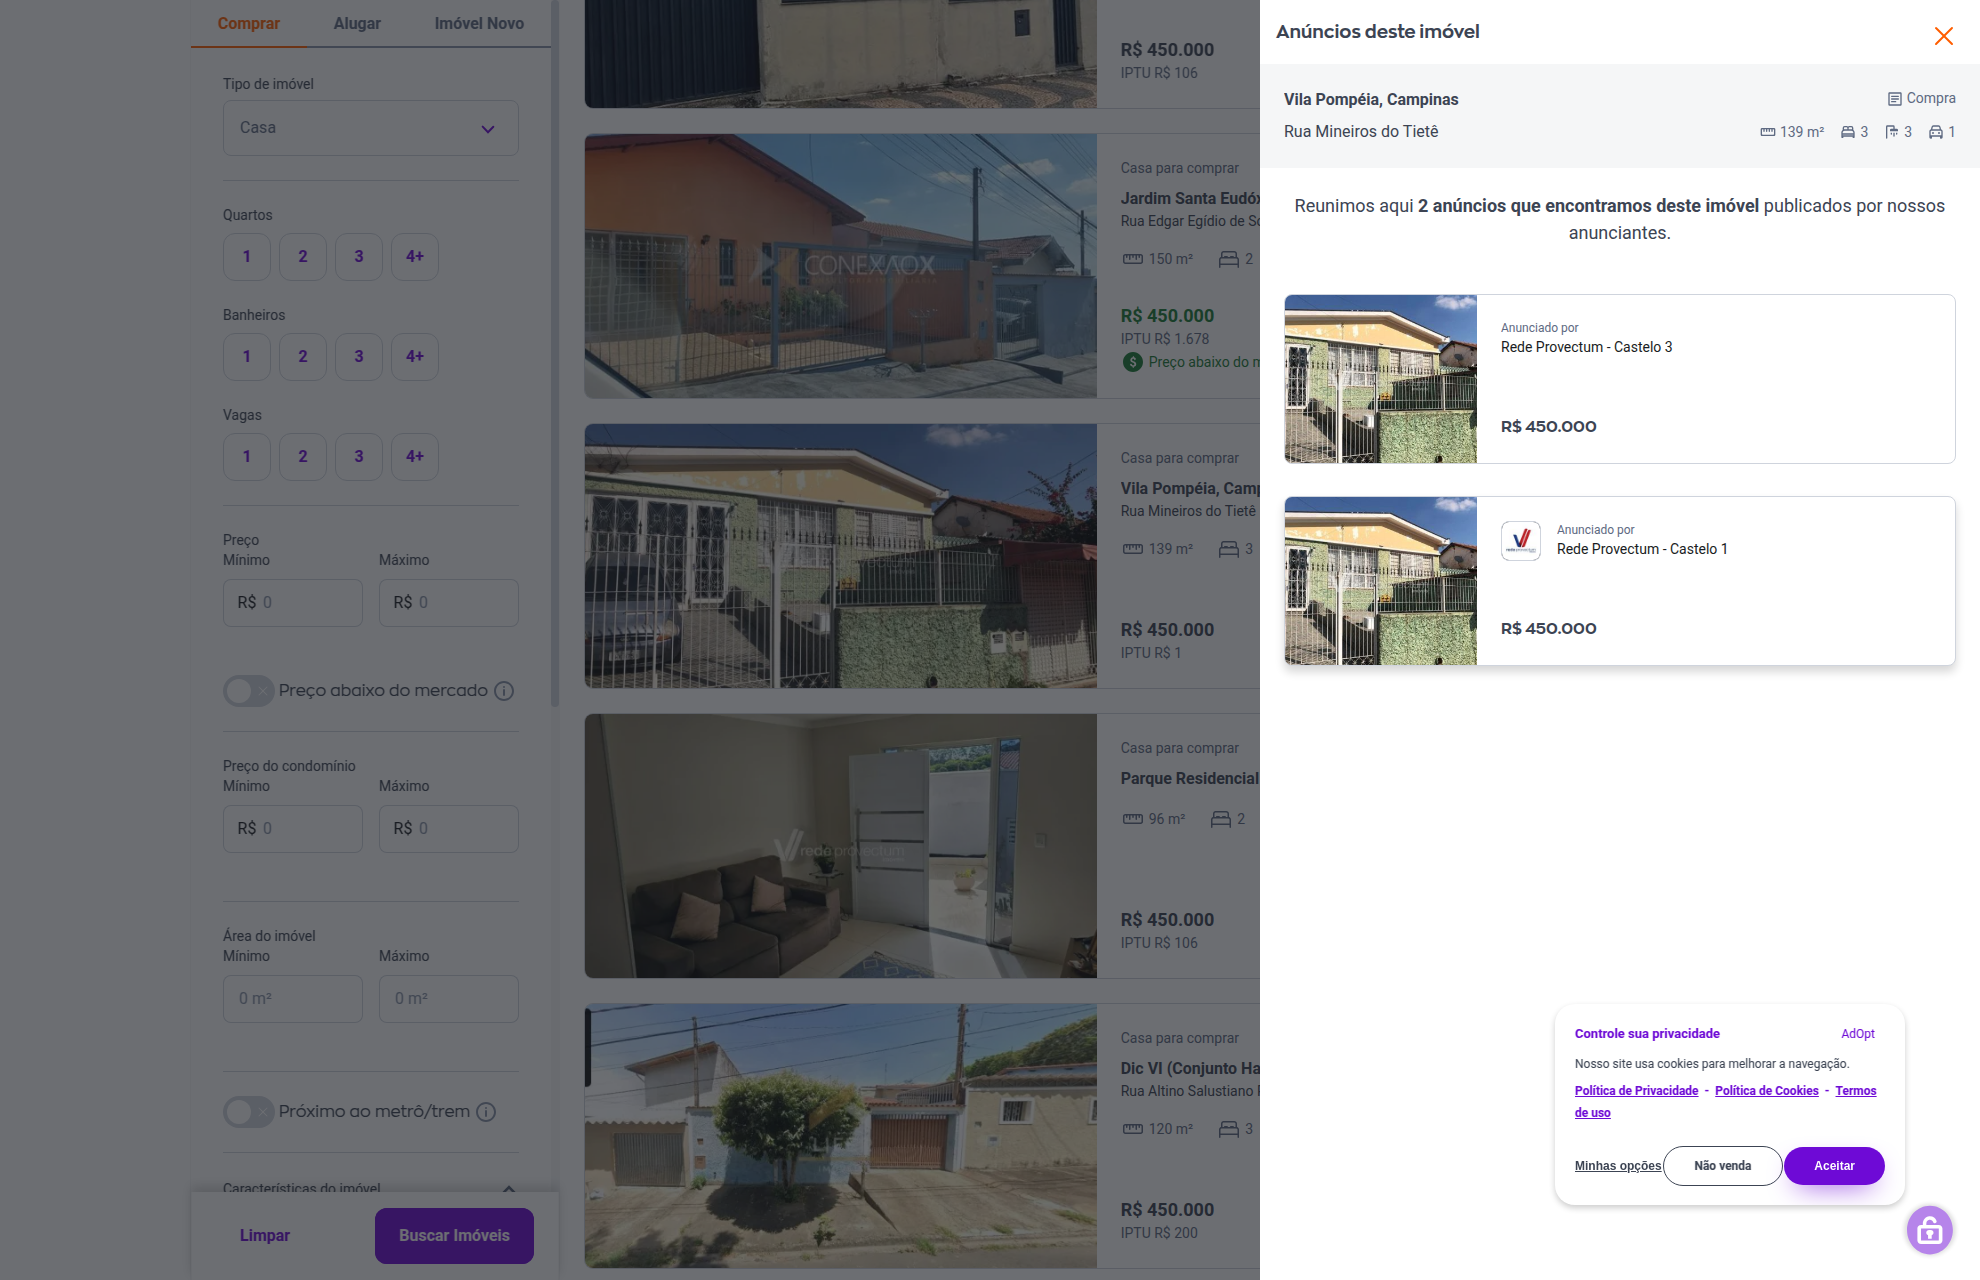 Comprar
Alugar
Imóvel Novo
Tipo de imóvel
Casa
Quartos
1
2
3
4+
Banheiros
1
2
3
4+
Vagas
1
2
3
4+
Preço
Mínimo
Máximo
R$ 0
R$ 0
Preço abaixo do mercado
Preço do condomínio
Mínimo
Máximo
R$ 0
R$ 0
Área do imóvel
Mínimo
Máximo
0 m²
0 m²
Próximo ao metrô/trem
Características do imóvel
Limpar
Buscar Imóveis
R$ 450.000
IPTU R$ 106
CONEXAOX
Casa para comprar
Jardim Santa Eudóx
Rua Edgar Egídio de So
150 m²
2
R$ 450.000
IPTU R$ 1.678
Preço abaixo do m
Casa para comprar
Vila Pompéia, Camp
Rua Mineiros do Tietê
139 m²
3
R$ 450.000
IPTU R$ 1
rede provectum
Casa para comprar
Parque Residencial
96 m²
2
R$ 450.000
IPTU R$ 106
Casa para comprar
Dic VI (Conjunto Ha
Rua Altino Salustiano F
120 m²
3
R$ 450.000
IPTU R$ 200
Anúncios deste imóvel
Vila Pompéia, Campinas
Compra
Rua Mineiros do Tietê
139 m²
3
3
1
Reunimos aqui 2 anúncios que encontramos deste imóvel publicados por nossos
anunciantes.
Anunciado por
Rede Provectum - Castelo 3
R$ 450.000
Anunciado por
Rede Provectum - Castelo 1
R$ 450.000
Controle sua privacidade
AdOpt
Nosso site usa cookies para melhorar a navegação.
Política de Privacidade - Política de Cookies - Termos
de uso
Minhas opções
Não venda
Aceitar